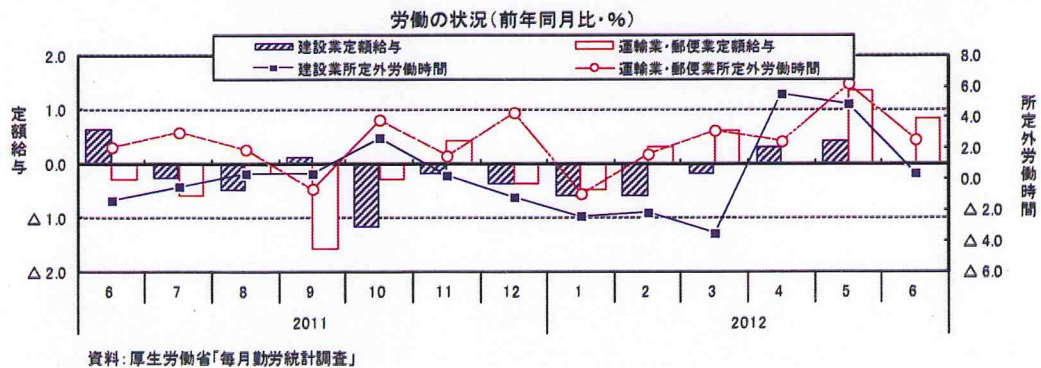 労働の状況(前年同月比・%)
建設業定額給与
運輸業・郵便業定額給与
建設業所定外労働時間
運輸業・郵便業所定外労働時間
定額給与
2.0
1.0
0.0
△ 1.0
△ 2.0
所定外労働時間
8.0
6.0
4.0
2.0
0.0
△ 2.0
△ 4.0
△ 6.0
6 7 8 9 10 11 12 1 2 3 4 5 6
2011 2012
資料:厚生労働省「毎月勤労統計調査」